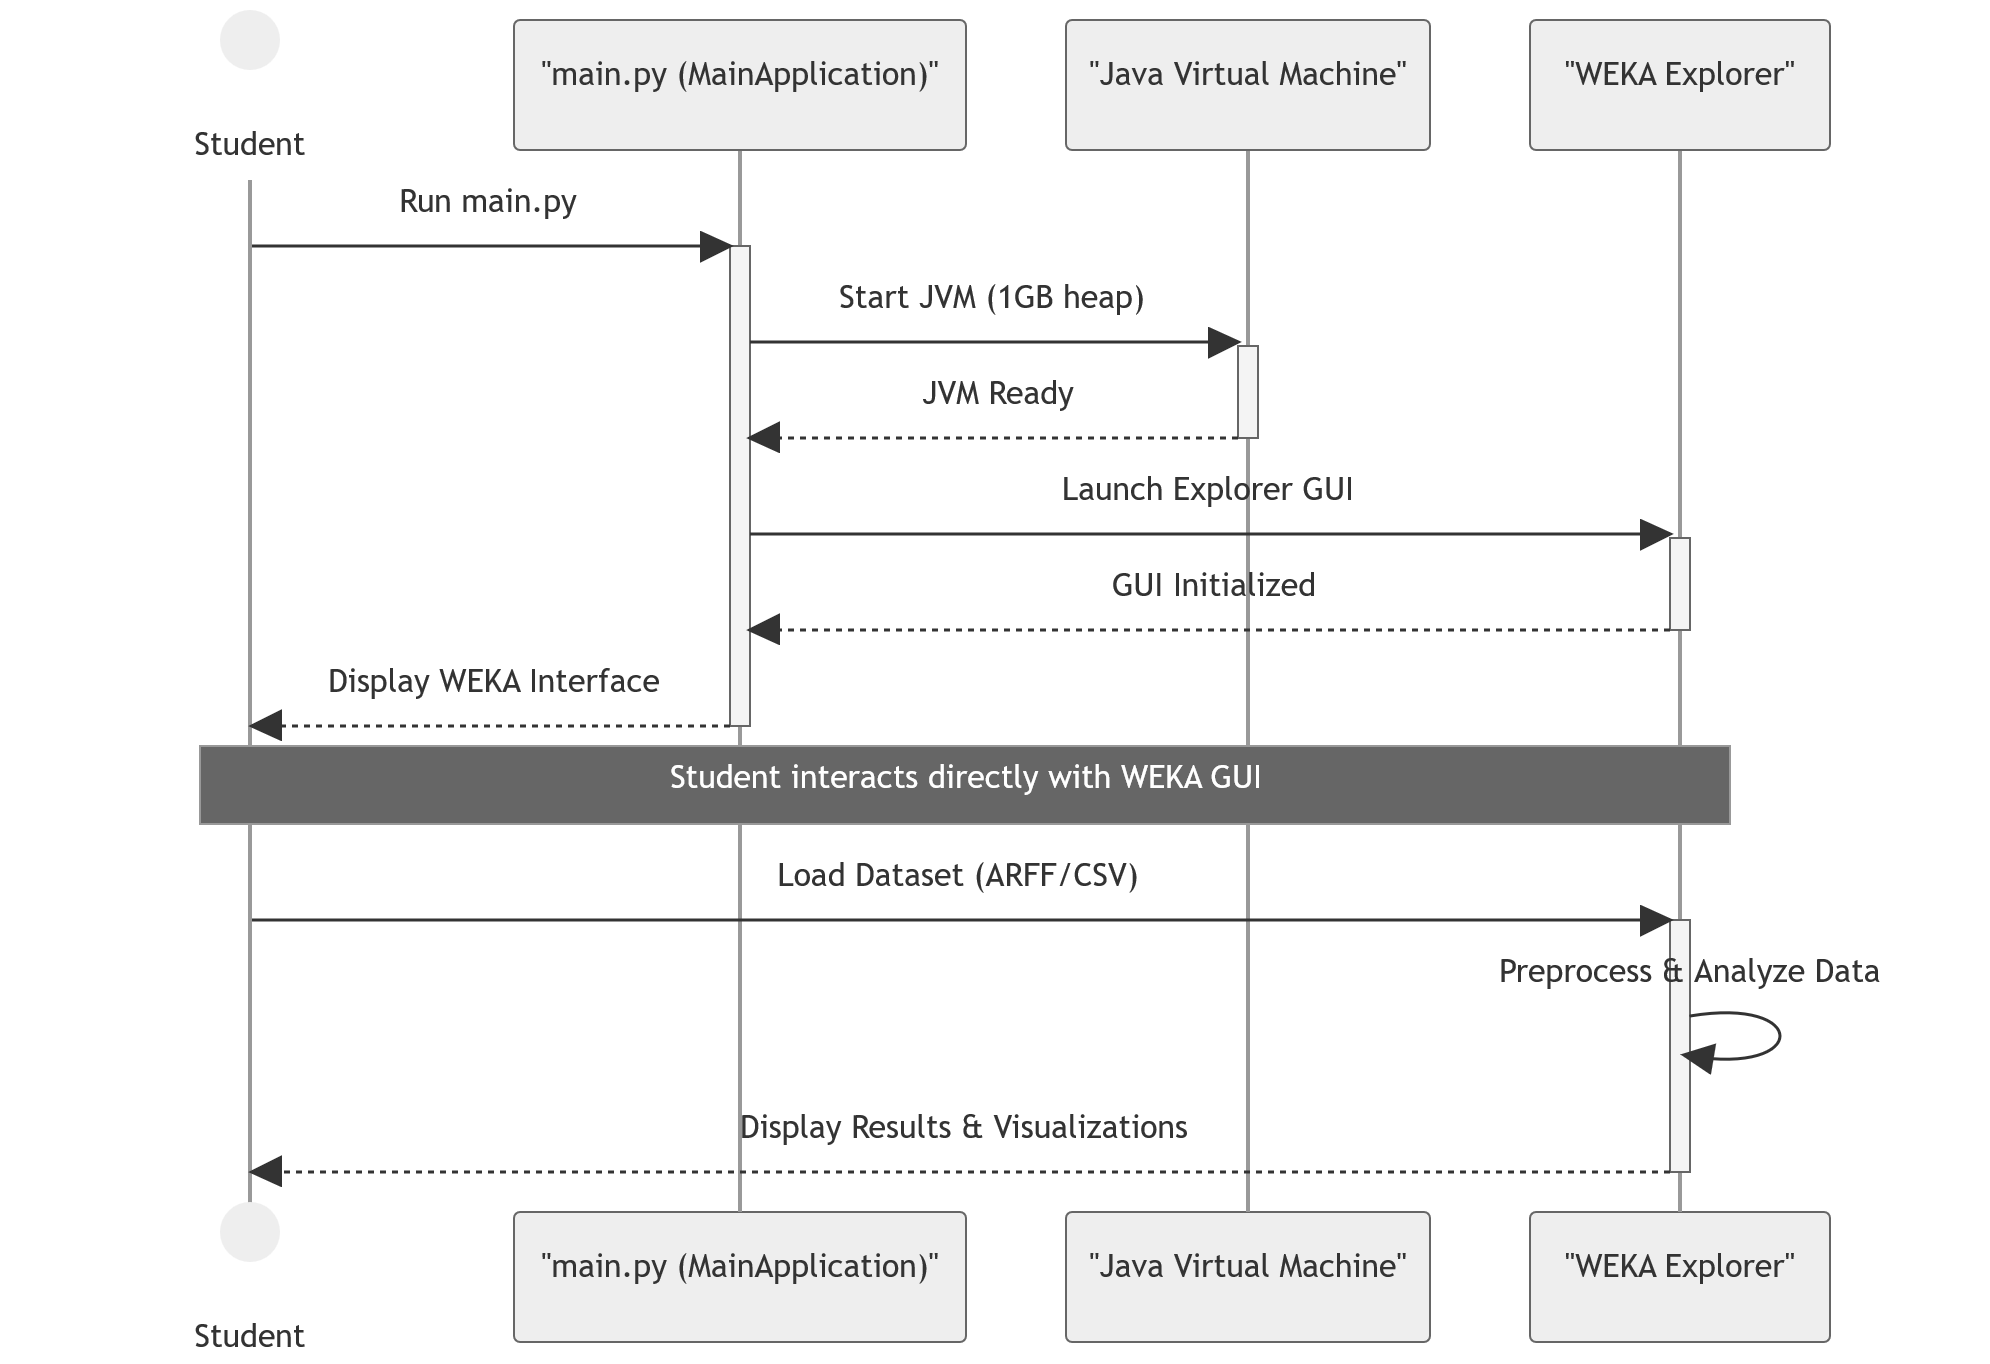 Student
"main.py (MainApplication)"
"Java Virtual Machine"
"WEKA Explorer"
Run main.py
Start JVM (1GB heap)
JVM Ready
Launch Explorer GUI
GUI Initialized
Display WEKA Interface
Student interacts directly with WEKA GUI
Load Dataset (ARFF/CSV)
Preprocess & Analyze Data
Display Results & Visualizations
"main.py (MainApplication)"
"Java Virtual Machine"
"WEKA Explorer"
Student